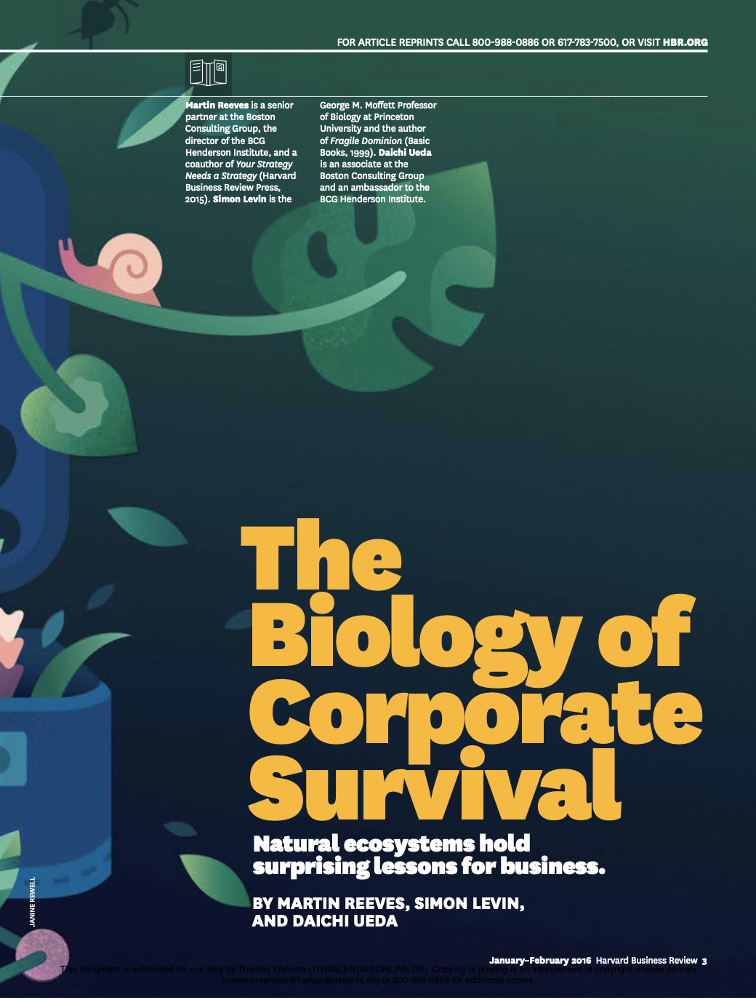 FOR ARTICLE REPRINTS CALL 800-988-0886 OR 617-783-7500, OR VISIT HBR.ORG
Martin Reeves is a senior
partner at the Boston
Consulting Group, the
director of the BCG
Henderson Institute, and a
coauthor of Your Strategy
Needs a Strategy (Harvard
Business Review Press,
2015). Simon Levin is the
George M. Moffett Professor
of Biology at Princeton
University and the author
of Fragile Dominion (Basic
Books, 1999). Daichi Ueda
is an associate at the
Boston Consulting Group
and an ambassador to the
BCG Henderson Institute.
The
Biology of
Corporate
Survival
Natural ecosystems hold
surprising lessons for business.
BY MARTIN REEVES, SIMON LEVIN,
AND DAICHI UEDA
JANINE REWELL
January–February 2016 Harvard Business Review 3
This document is authorized for use only by Thomas Walenta (THWALENTA@ONLINE.DE). Copying or posting is an infringement of copyright. Please contact
customerservice@harvardbusiness.org or 800-988-0886 for additional copies.